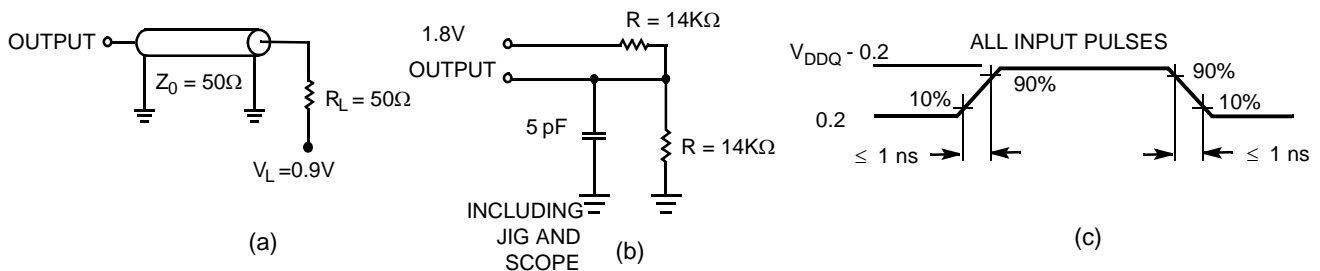 OUTPUT
Z0 = 50Ω
RL = 50Ω
VL =0.9V
(a)
R = 14KΩ
1.8V
OUTPUT
5 pF
R = 14KΩ
INCLUDING
JIG AND
SCOPE
(b)
ALL INPUT PULSES
VDDQ - 0.2
90%
90%
10%
10%
0.2
≤ 1 ns
≤ 1 ns
(c)